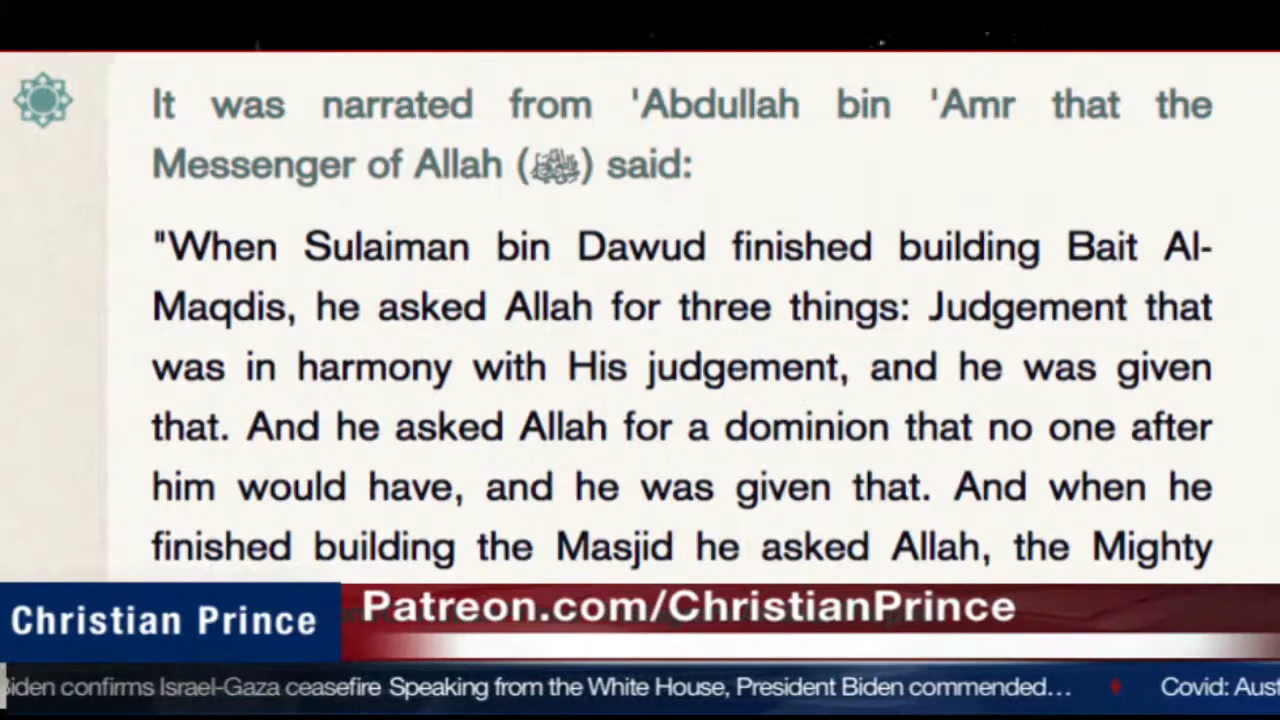 It was narrated from 'Abdullah bin 'Amr that the
Messenger of Allah (ﷺ) said:
"When Sulaiman bin Dawud finished building Bait Al-
Maqdis, he asked Allah for three things: Judgement that
was in harmony with His judgement, and he was given
that. And he asked Allah for a dominion that no one after
him would have, and he was given that. And when he
finished building the Masjid he asked Allah, the Mighty
Christian Prince
Patreon.com/ChristianPrince
Biden confirms Israel-Gaza ceasefire Speaking from the White House, President Biden commended... Covid: Aust